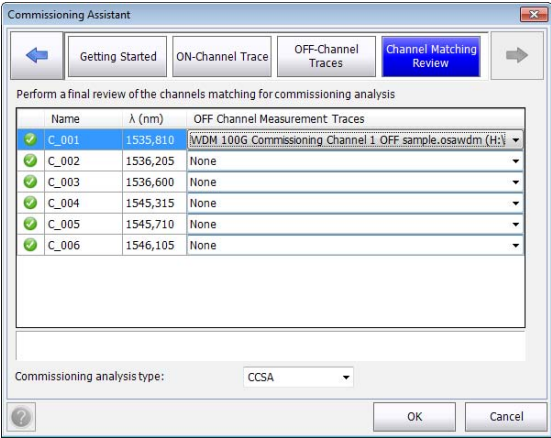 Commissioning Assistant
Getting Started
ON-Channel Trace
OFF-Channel
Traces
Channel Matching
Review
Perform a final review of the channels matching for commissioning analysis
Name λ (nm) OFF Channel Measurement Traces
C_001 1535,810 WDM 100G Commissioning Channel 1 OFF sample.osawdm (H:\
C_002 1536,205 None
C_003 1536,600 None
C_004 1545,315 None
C_005 1545,710 None
C_006 1546,105 None
Commissioning analysis type: CCSA
? OK Cancel